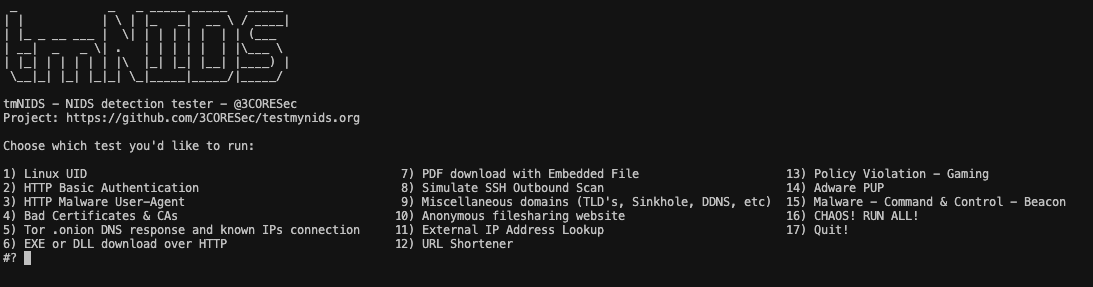 tmNIDS
tmNIDS - NIDS detection tester - @3CORESec
Project: https://github.com/3CORESec/testmynids.org
Choose which test you'd like to run:
1) Linux UID 7) PDF download with Embedded File 13) Policy Violation - Gaming
2) HTTP Basic Authentication 8) Simulate SSH Outbound Scan 14) Adware PUP
3) HTTP Malware User-Agent 9) Miscellaneous domains (TLD's, Sinkhole, DDNS, etc) 15) Malware - Command & Control - Beacon
4) Bad Certificates & CAs 10) Anonymous filesharing website 16) CHAOS! RUN ALL!
5) Tor .onion DNS response and known IPs connection 11) External IP Address Lookup 17) Quit!
6) EXE or DLL download over HTTP 12) URL Shortener
#?